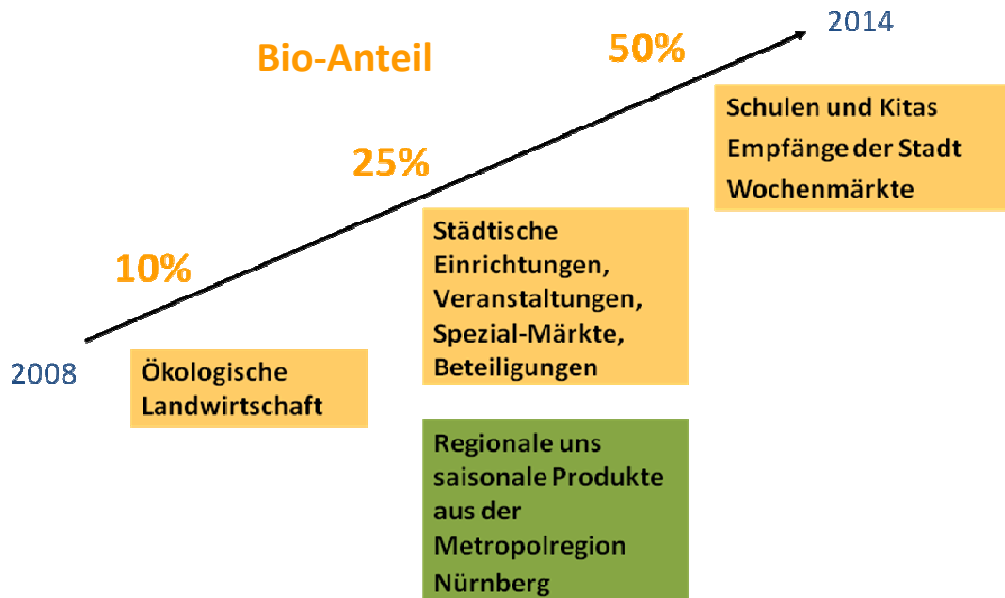 2014
50%
Bio-Anteil
25%
10%
2008
Schulen und Kitas
Empfänge der Stadt
Wochenmärkte
Städtische
Einrichtungen,
Veranstaltungen,
Spezial-Märkte,
Beteiligungen
Ökologische
Landwirtschaft
Regionale uns
saisonale Produkte
aus der
Metropolregion
Nürnberg